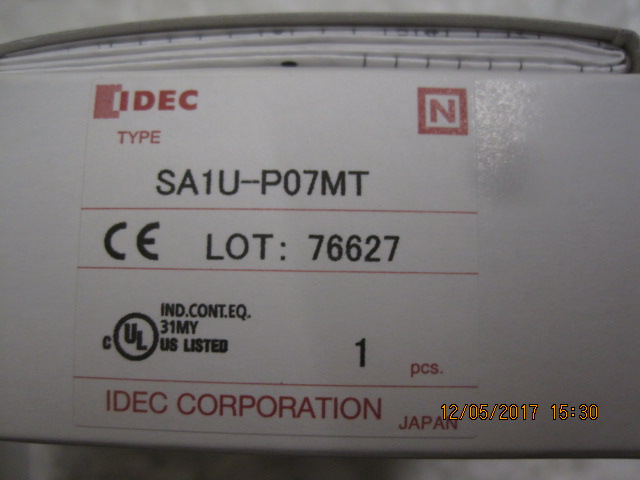 IDEC
N
TYPE
SA1U-P07MT
CE LOT: 76627
IND.CONT.EQ.
31MY
C UL US LISTED
1 pcs.
IDEC CORPORATION JAPAN
12/05/2017 15:30